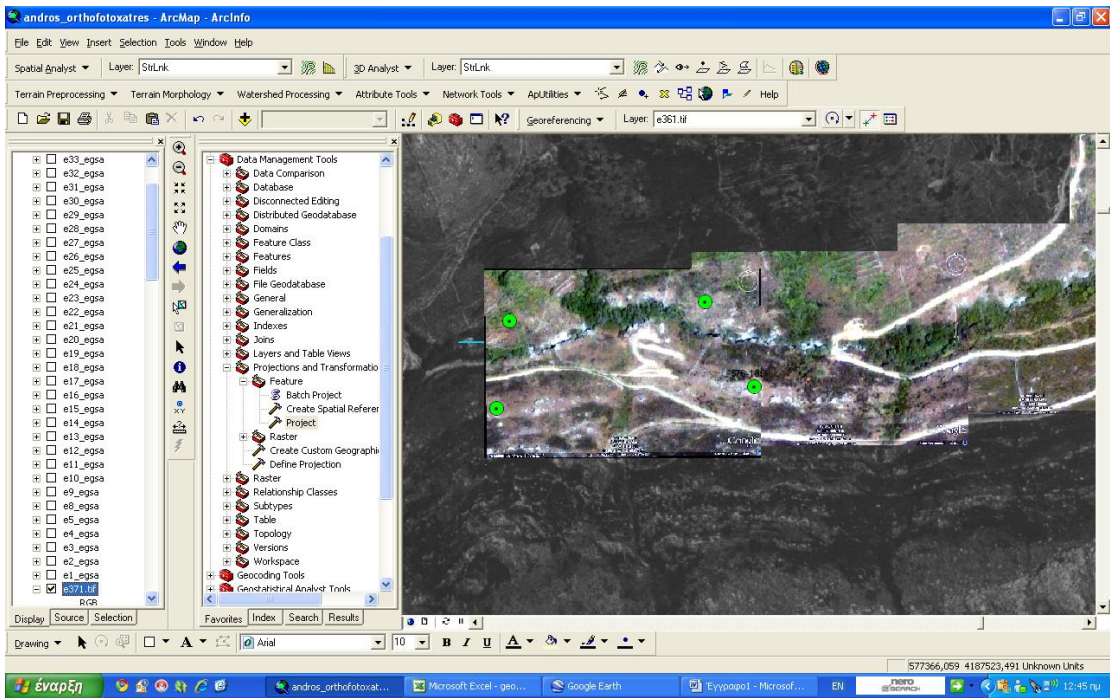 andros_orthofotoxatres - ArcMap - ArcInfo
File Edit View Insert Selection Tools Window Help
Spatial Analyst Layer: StrLnk 3D Analyst Layer: StrLnk
Terrain Preprocessing Terrain Morphology Watershed Processing Attribute Tools Network Tools ApUtilities Help
Georeferencing Layer: e361.tif
e33_egsa
e32_egsa
e31_egsa
e30_egsa
e29_egsa
e28_egsa
e27_egsa
e26_egsa
e25_egsa
e24_egsa
e23_egsa
e22_egsa
e21_egsa
e20_egsa
e19_egsa
e18_egsa
e17_egsa
e16_egsa
e15_egsa
e14_egsa
e13_egsa
e12_egsa
e11_egsa
e10_egsa
e9_egsa
e8_egsa
e5_egsa
e4_egsa
e3_egsa
e2_egsa
e1_egsa
e371.tif
RGB
Display Source Selection
Data Management Tools
Data Comparison
Database
Disconnected Editing
Distributed Geodatabase
Domains
Feature Class
Features
Fields
File Geodatabase
General
Generalization
Indexes
Joins
Layers and Table Views
Projections and Transformatio
Feature
Batch Project
Create Spatial Referer
Project
Raster
Create Custom Geographi
Define Projection
Raster
Relationship Classes
Subtypes
Table
Topology
Versions
Workspace
Geocoding Tools
Geostatistical Analyst Tools
Favorites Index Search Results
Drawing A Arial 10 B I U A
577366,059 4187523,491 Unknown Units
έναρξη andros_orthofotoxat... Microsoft Excel - geo... Google Earth Έγγραφο1 - Microsof... EN nero SEARCH 12:45 πμ